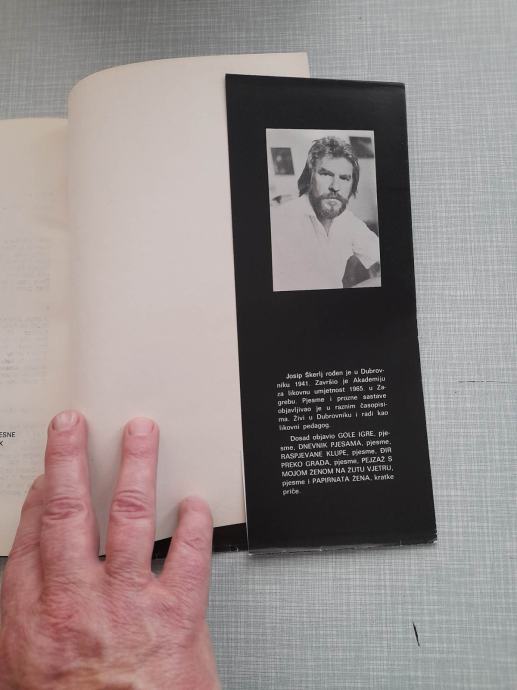 ESNE
K
Josip Škerlj rođen je u Dubrov-
niku 1941. Završio je Akademiju
za likovnu umjetnost 1965. u Za-
grebu. Pjesme i prozne sastave
objavljivao je u raznim časopisi-
ma. Živi u Dubrovniku i radi kao
likovni pedagog.
Dosad objavio GOLE IGRE, pje-
sme, DNEVNIK PJESAMA, pjesme,
RASPJEVANE KLUPE, pjesme, ĐIR
PREKO GRADA, pjesme, PEJZAŽ S
MOJOM ŽENOM NA ŽUTU VJETRU,
pjesme i PAPIRNATA ŽENA, kratke
priče.